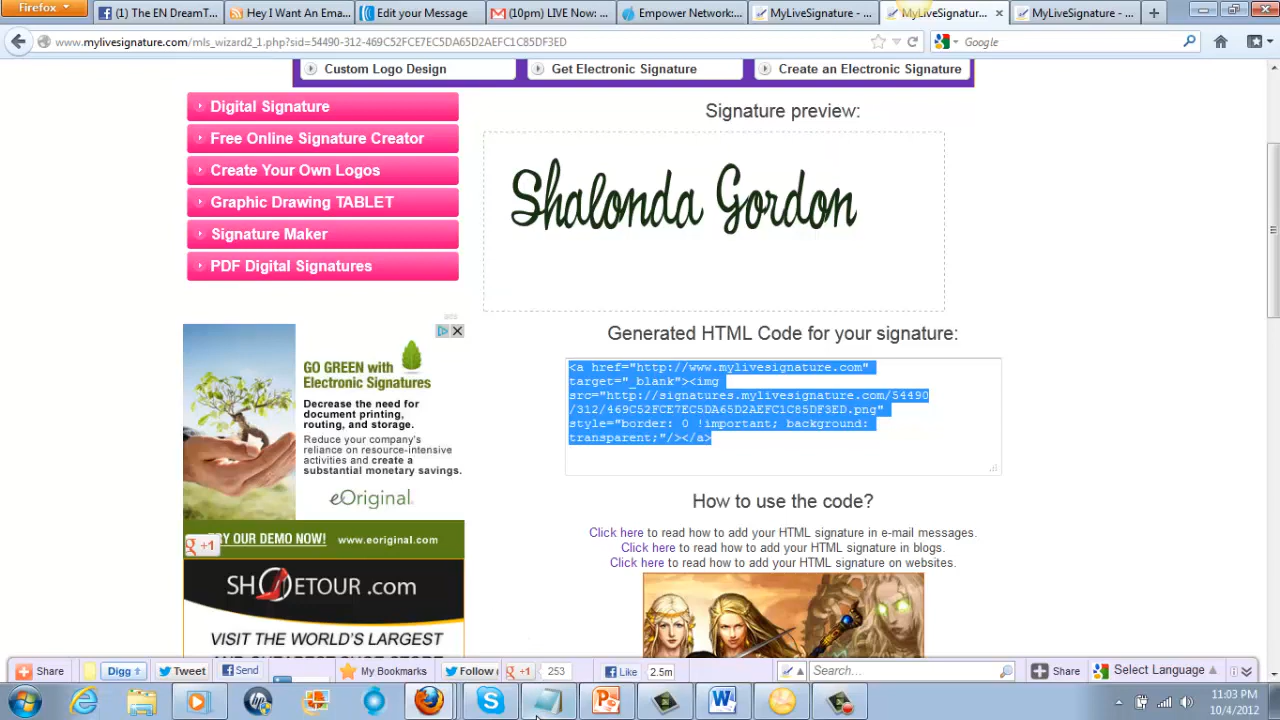 Firefox
(1) The EN DreamT...
Hey I Want An Emai...
Edit your Message
(10pm) LIVE Now: ...
Empower Network...
MyLiveSignature - ...
MyLiveSignatur...
MyLiveSignature - ...
www.mylivesignature.com/mls_wizard2_1.php?sid=54490-312-469C52FCE7EC5DA65D2AEFC1C85DF3ED
Google
Custom Logo Design
Get Electronic Signature
Create an Electronic Signature
Digital Signature
Free Online Signature Creator
Create Your Own Logos
Graphic Drawing TABLET
Signature Maker
PDF Digital Signatures
Signature preview:
Shalonda Gordon
Generated HTML Code for your signature:
<a href="http://www.mylivesignature.com"
target="_blank"><img
src="http://signatures.mylivesignature.com/54490
/312/469C52FCE7EC5DA65D2AEFC1C85DF3ED.png"
style="border: 0 !important; background:
transparent;"/></a>
How to use the code?
Click here to read how to add your HTML signature in e-mail messages.
Click here to read how to add your HTML signature in blogs.
Click here to read how to add your HTML signature on websites.
GO GREEN with
Electronic Signatures
Decrease the need for
document printing,
routing, and storage.
Reduce your company's
reliance on resource-intensive
activities and create a
substantial monetary savings.
eOriginal
TRY OUR DEMO NOW! www.eoriginal.com
g +1
SHOETOUR.com
VISIT THE WORLD'S LARGEST
Share
Digg
Tweet
Send
My Bookmarks
Follow
g +1
253
Like
2.5m
Search...
Share
Select Language
11:03 PM
10/4/2012